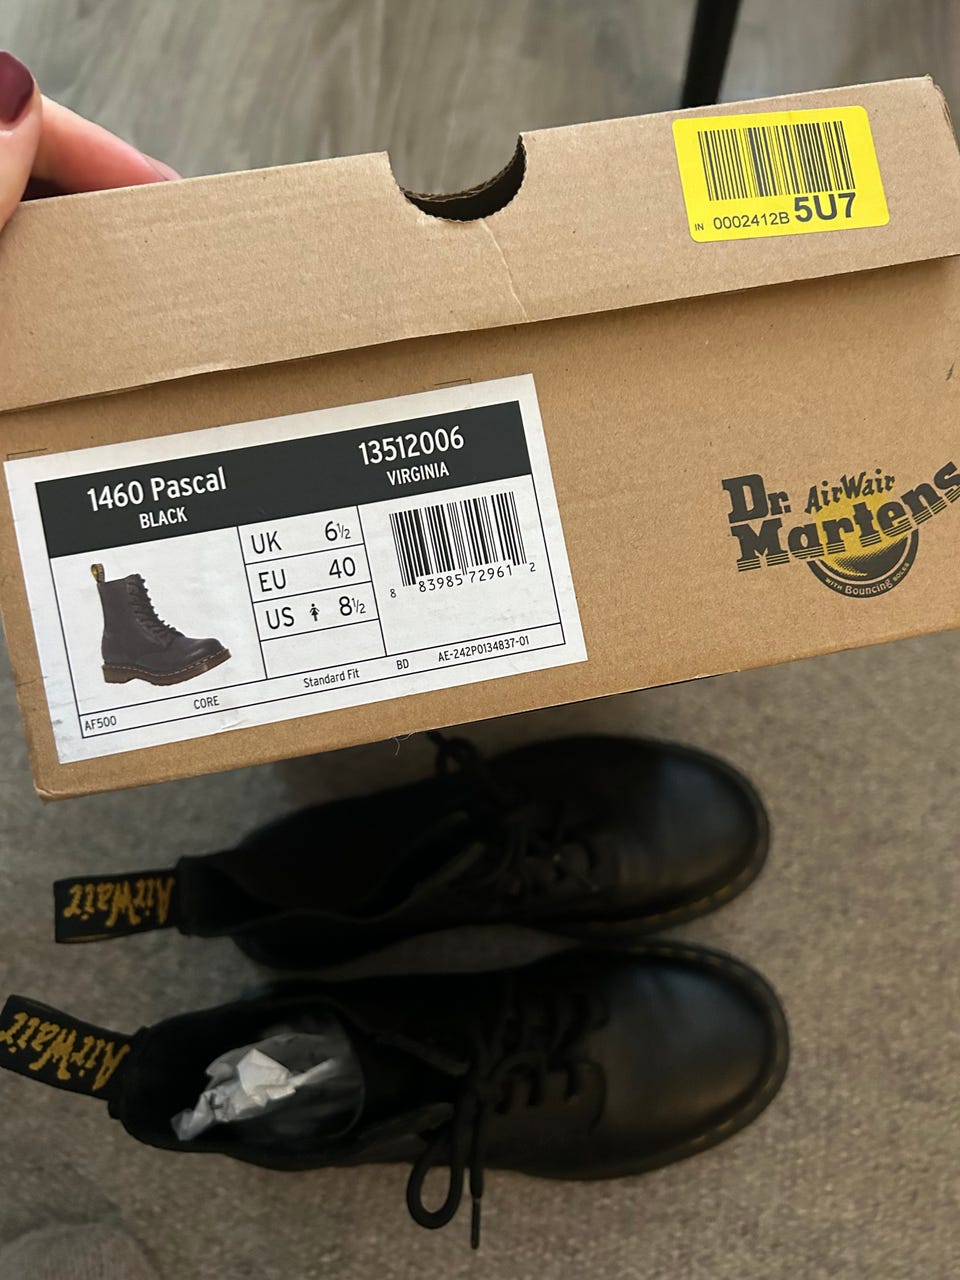 IN 0002412B 5U7
1460 Pascal
BLACK
13512006
VIRGINIA
UK 6½
EU 40
US 8½
8 83985 72961 2
AF500
CORE
Standard Fit
BD
AE-242P0134837-01
Dr. AirWair
Martens
WITH Bouncing SOLES
AirWair
AirWair